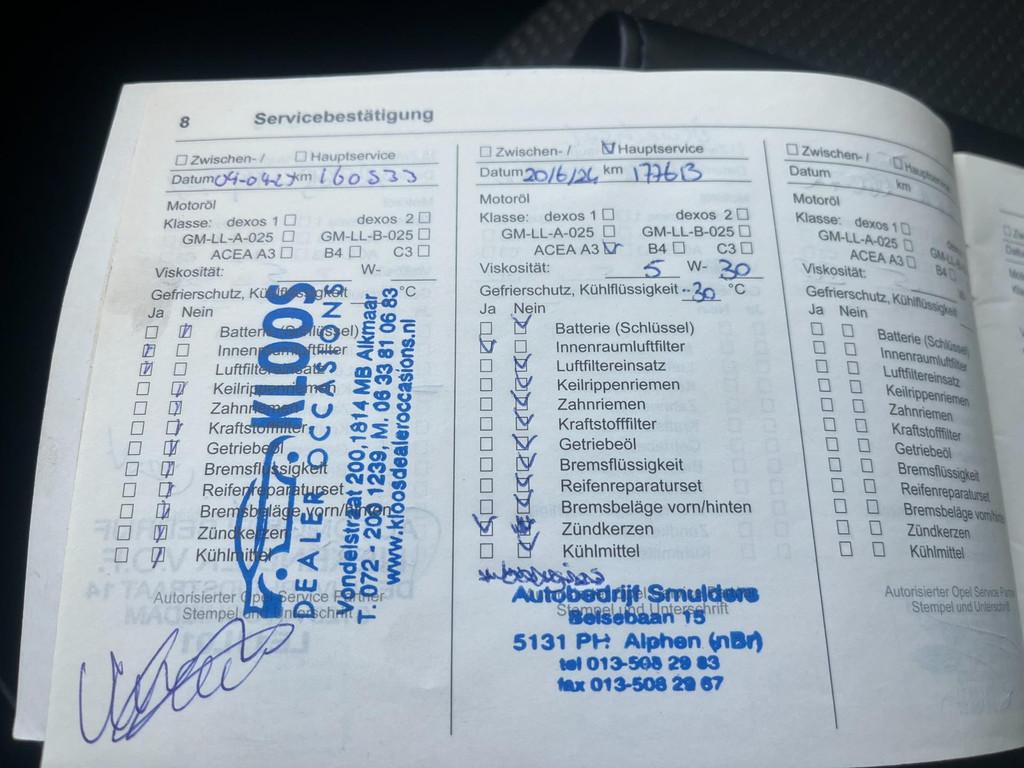 8 Servicebestätigung
Zwischen- / Hauptservice
Datum km 160533
Motoröl
Klasse: dexos 1 dexos 2
GM-LL-A-025 GM-LL-B-025
ACEA A3 B4 C3
Viskosität: W-
Gefrierschutz, Kühlflüssigkeit °C
Ja Nein
Batterie (Schlüssel)
Innenraumluftfilter
Luftfiltereinsatz
Keilrippenriemen
Zahnriemen
Kraftstofffilter
Getriebeöl
Bremsflüssigkeit
Reifenreparaturset
Bremsbeläge vorn/hinten
Zündkerzen
Kühlmittel
Autorisierter Opel Service Partner
Stempel und Unterschrift
KLOOS
DEALER OCCASIONS
Vondelstraat 200, 1814 MB Alkmaar
T. 072 - 200 1239, M. 06 33 81 06 83
www.kloosdealeroccasions.nl
Zwischen- / Hauptservice
Datum 20/6/24 km 177613
Motoröl
Klasse: dexos 1 dexos 2
GM-LL-A-025 GM-LL-B-025
ACEA A3 B4 C3
Viskosität: 5 W- 30
Gefrierschutz, Kühlflüssigkeit -30 °C
Ja Nein
Batterie (Schlüssel)
Innenraumluftfilter
Luftfiltereinsatz
Keilrippenriemen
Zahnriemen
Kraftstofffilter
Getriebeöl
Bremsflüssigkeit
Reifenreparaturset
Bremsbeläge vorn/hinten
Zündkerzen
Kühlmittel
Autobedrijf Smulders
Stempel und Unterschrift
Beisebaan 15
5131 PH Alphen (nBr)
tel 013-508 29 83
fax 013-508 29 67
Zwischen- / Hauptservice
Datum km
Motoröl
Klasse: dexos 1
GM-LL-A-025
ACEA A3 B4
Viskosität:
Gefrierschutz, Kühlflüssigkeit
Ja Nein
Batterie (Schlüssel)
Innenraumluftfilter
Luftfiltereinsatz
Keilrippenriemen
Zahnriemen
Kraftstofffilter
Getriebeöl
Bremsflüssigkeit
Reifenreparaturset
Bremsbeläge vorn/hinten
Zündkerzen
Kühlmittel
Autorisierter Opel Service
Stempel und Unterschrift